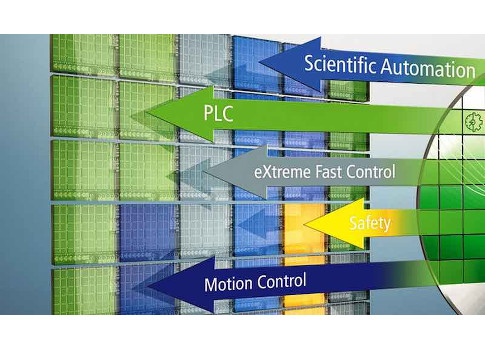 Scientific Automation
PLC
eXtreme Fast Control
Safety
Motion Control